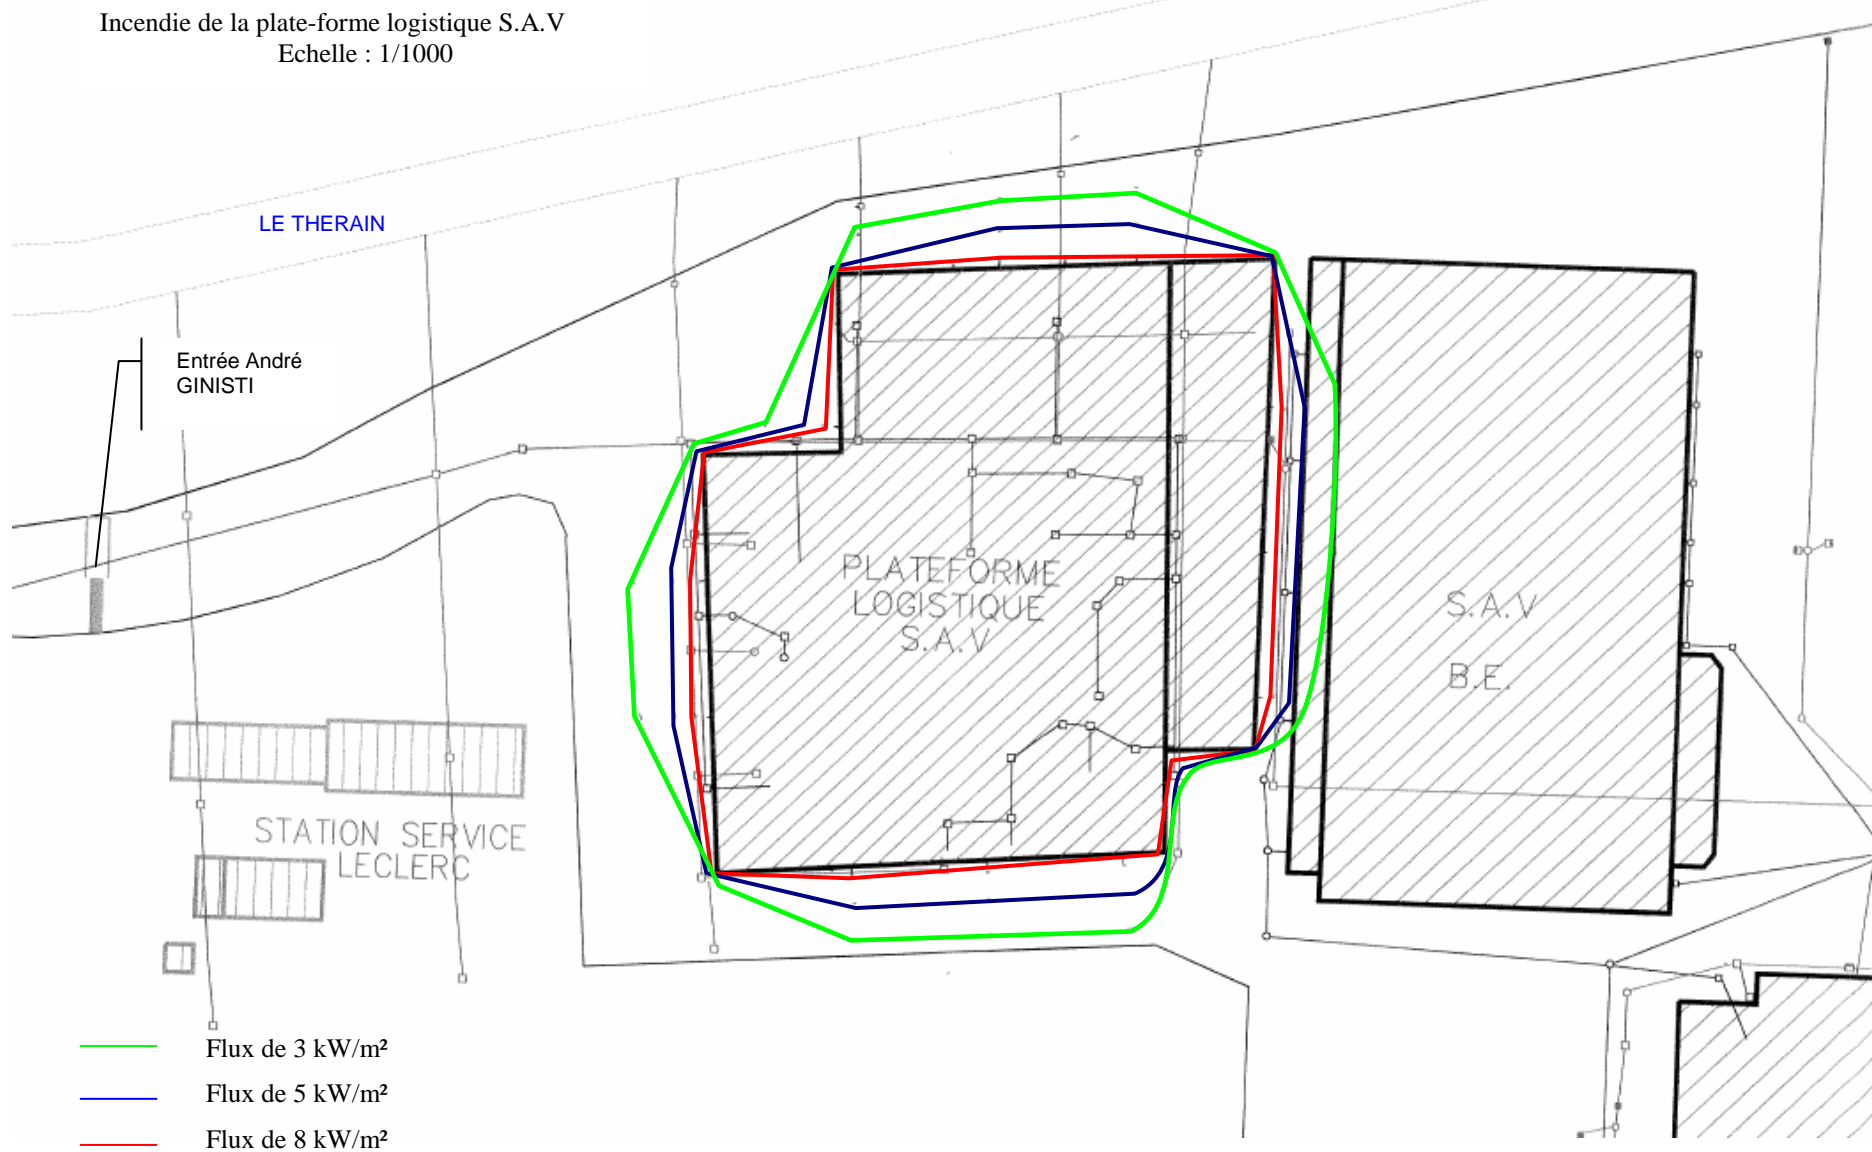 Incendie de la plate-forme logistique S.A.V
Echelle : 1/1000
LE THERAIN
Entrée André
GINISTI
PLATEFORME
LOGISTIQUE
S.A.V
S.A.V
B.E.
STATION SERVICE
LECLERC
Flux de 3 kW/m²
Flux de 5 kW/m²
Flux de 8 kW/m²